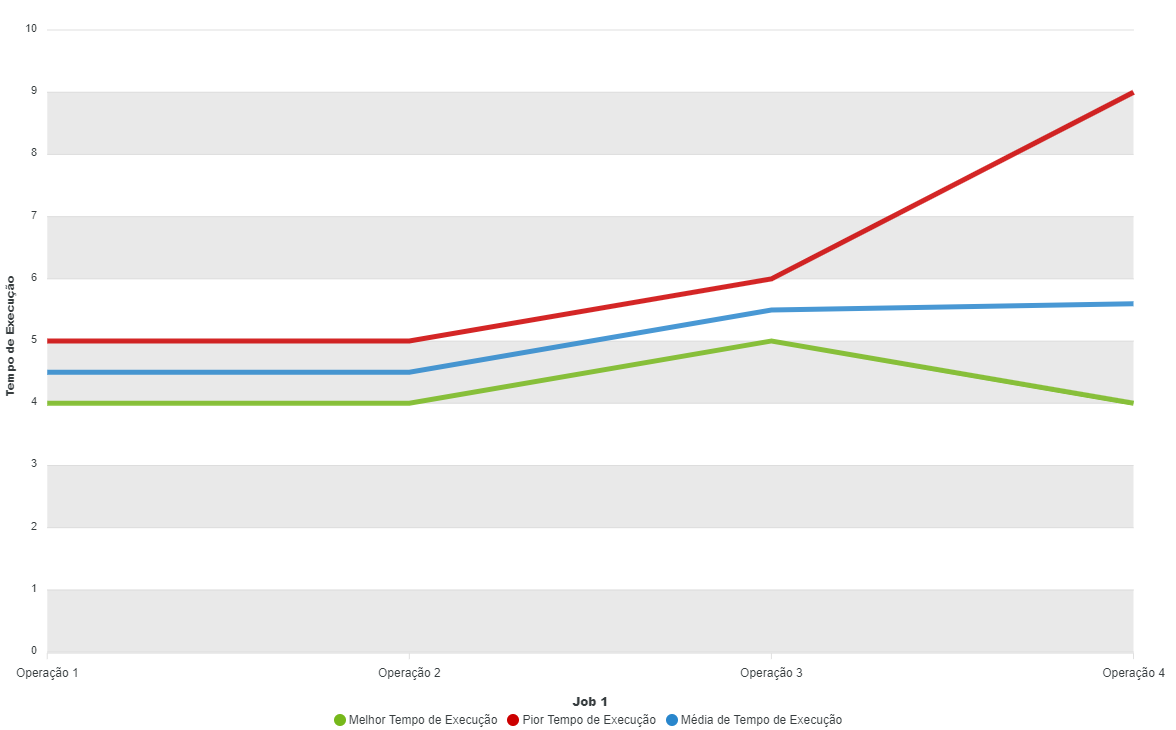 10
9
8
7
6
5
4
3
2
1
0
Tempo de Execução
Operação 1 Operação 2 Operação 3 Operação 4
Job 1
Melhor Tempo de Execução Pior Tempo de Execução Média de Tempo de Execução